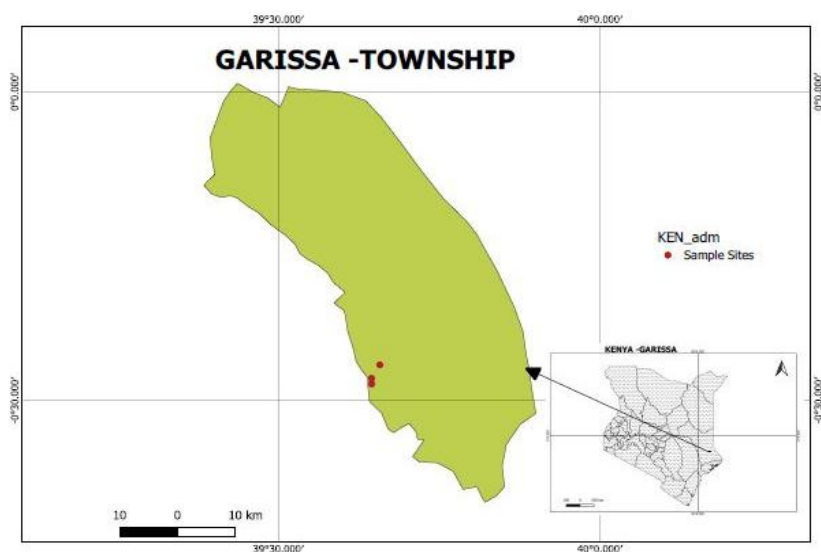 39°30.000'
40°0.000'
GARISSA -TOWNSHIP
0°0.000'
0°0.000'
KEN_adm
Sample Sites
KENYA -GARISSA
-0°30.000'
-0°30.000'
10 0 10 km
39°30.000'
40°0.000'